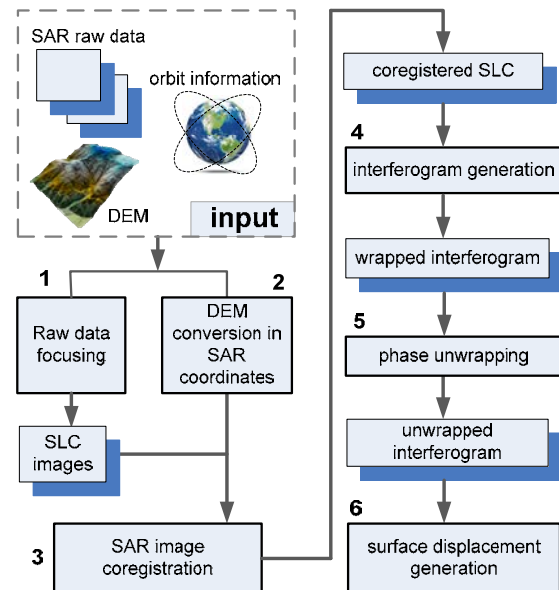 SAR raw data
orbit information
DEM
input
1
Raw data
focusing
2
DEM
conversion in
SAR
coordinates
SLC
images
3
SAR image
coregistration
coregistered SLC
4
interferogram generation
wrapped interferogram
5
phase unwrapping
unwrapped
interferogram
6
surface displacement
generation